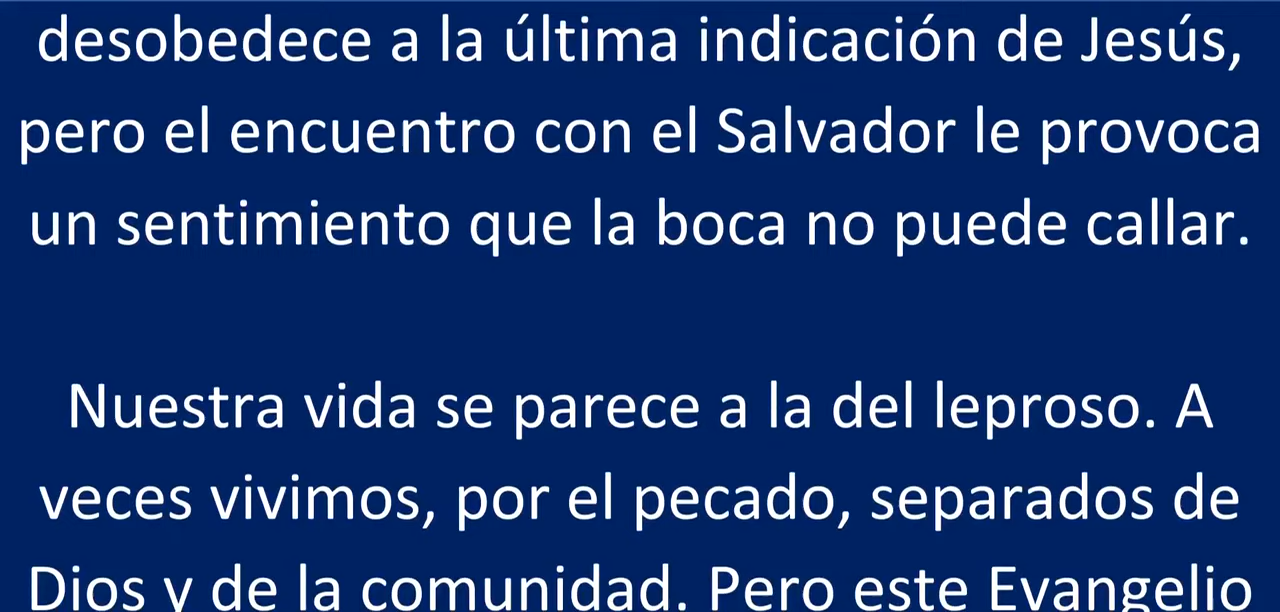 desobedece a la última indicación de Jesús,
pero el encuentro con el Salvador le provoca
un sentimiento que la boca no puede callar.
Nuestra vida se parece a la del leproso. A
veces vivimos, por el pecado, separados de
Dios y de la comunidad. Pero este Evangelio